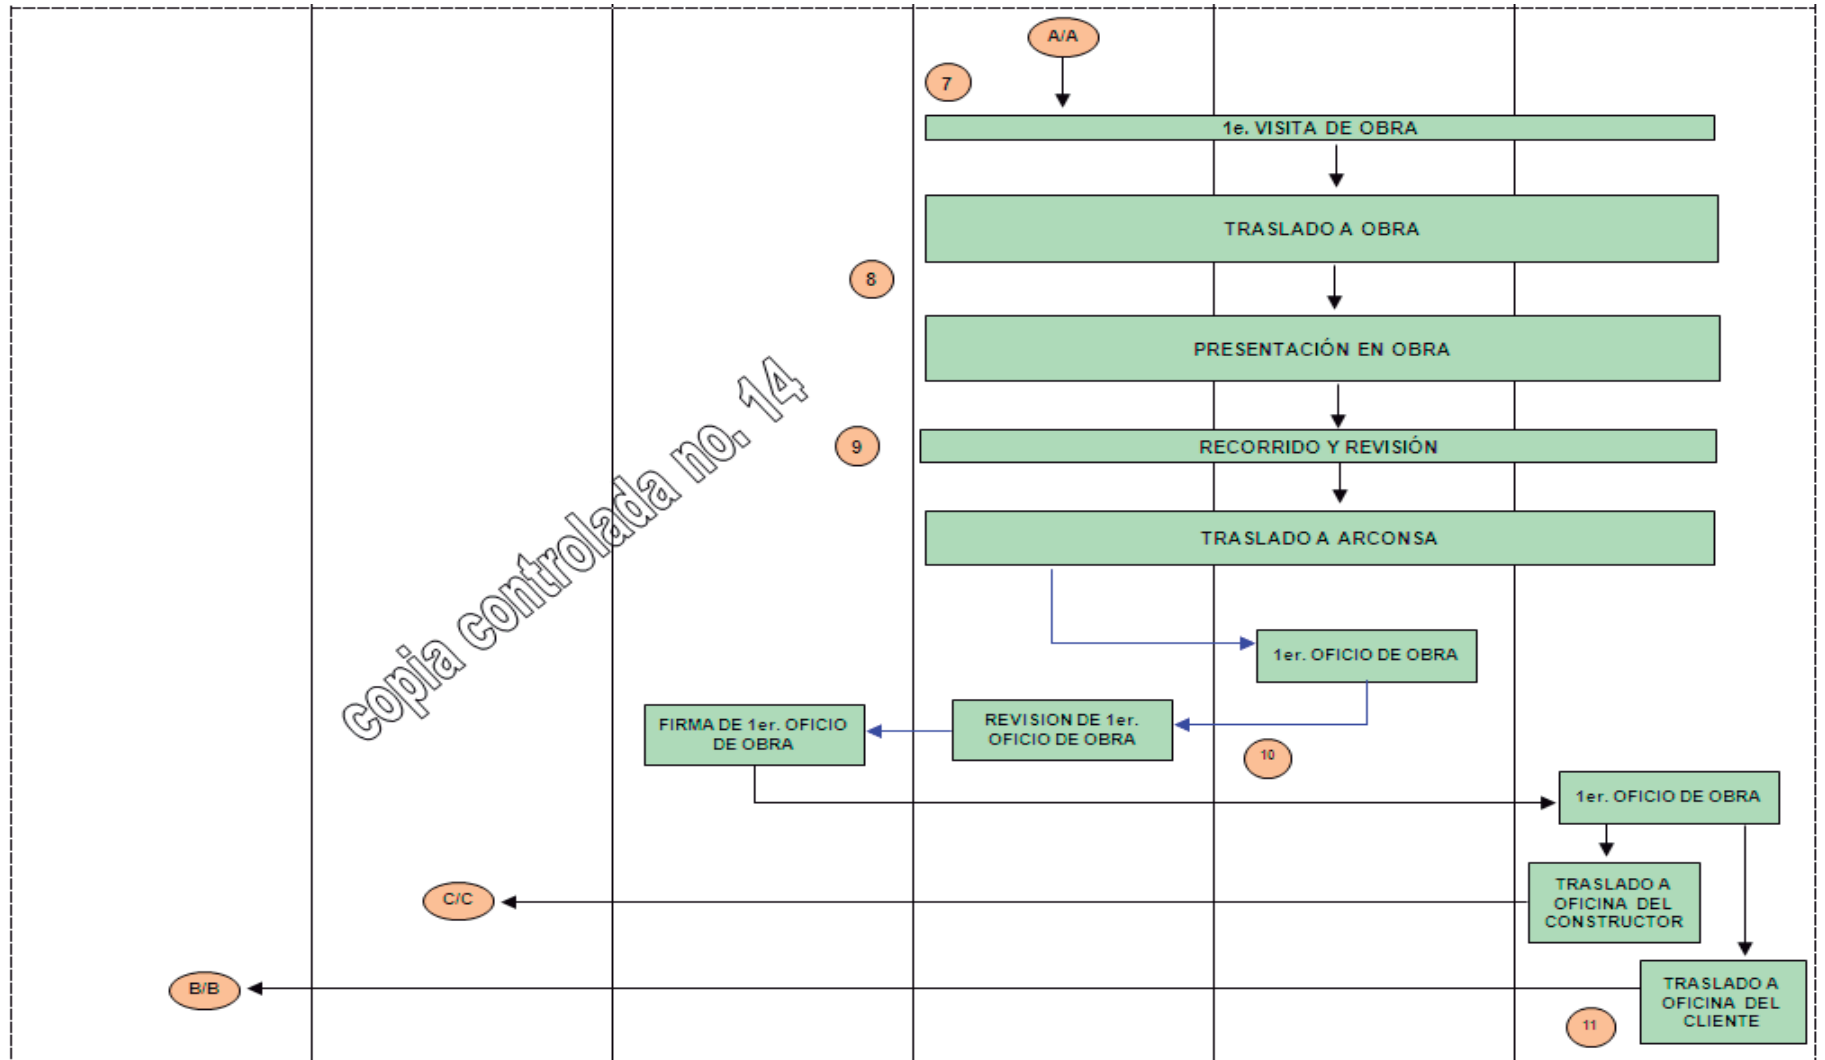 A/A
7
1e. VISITA DE OBRA
TRASLADO A OBRA
8
PRESENTACIÓN EN OBRA
9
RECORRIDO Y REVISIÓN
TRASLADO A ARCONSA
copia controlada no. 14
1er. OFICIO DE OBRA
FIRMA DE 1er. OFICIO
DE OBRA
REVISION DE 1er.
OFICIO DE OBRA
10
1er. OFICIO DE OBRA
C/C
TRASLADO A
OFICINA DEL
CONSTRUCTOR
B/B
TRASLADO A
OFICINA DEL
CLIENTE
11